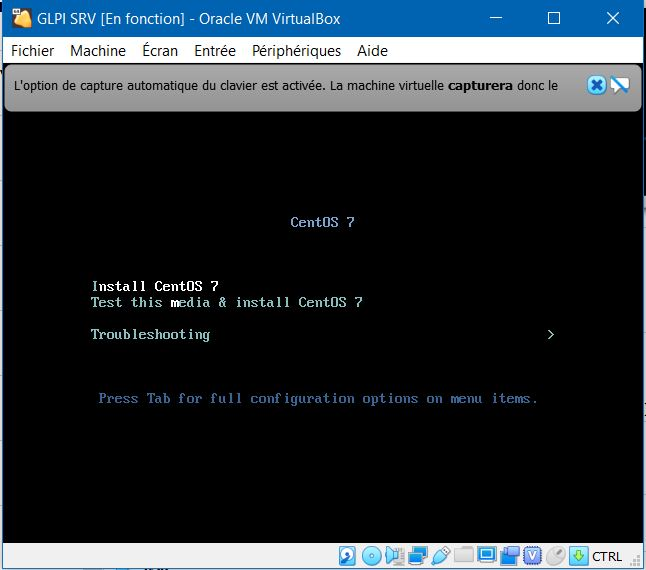 GLPI SRV [En fonction] - Oracle VM VirtualBox
Fichier Machine Écran Entrée Périphériques Aide
L'option de capture automatique du clavier est activée. La machine virtuelle capturera donc le
CentOS 7
Install CentOS 7
Test this media & install CentOS 7
Troubleshooting >
Press Tab for full configuration options on menu items.
CTRL